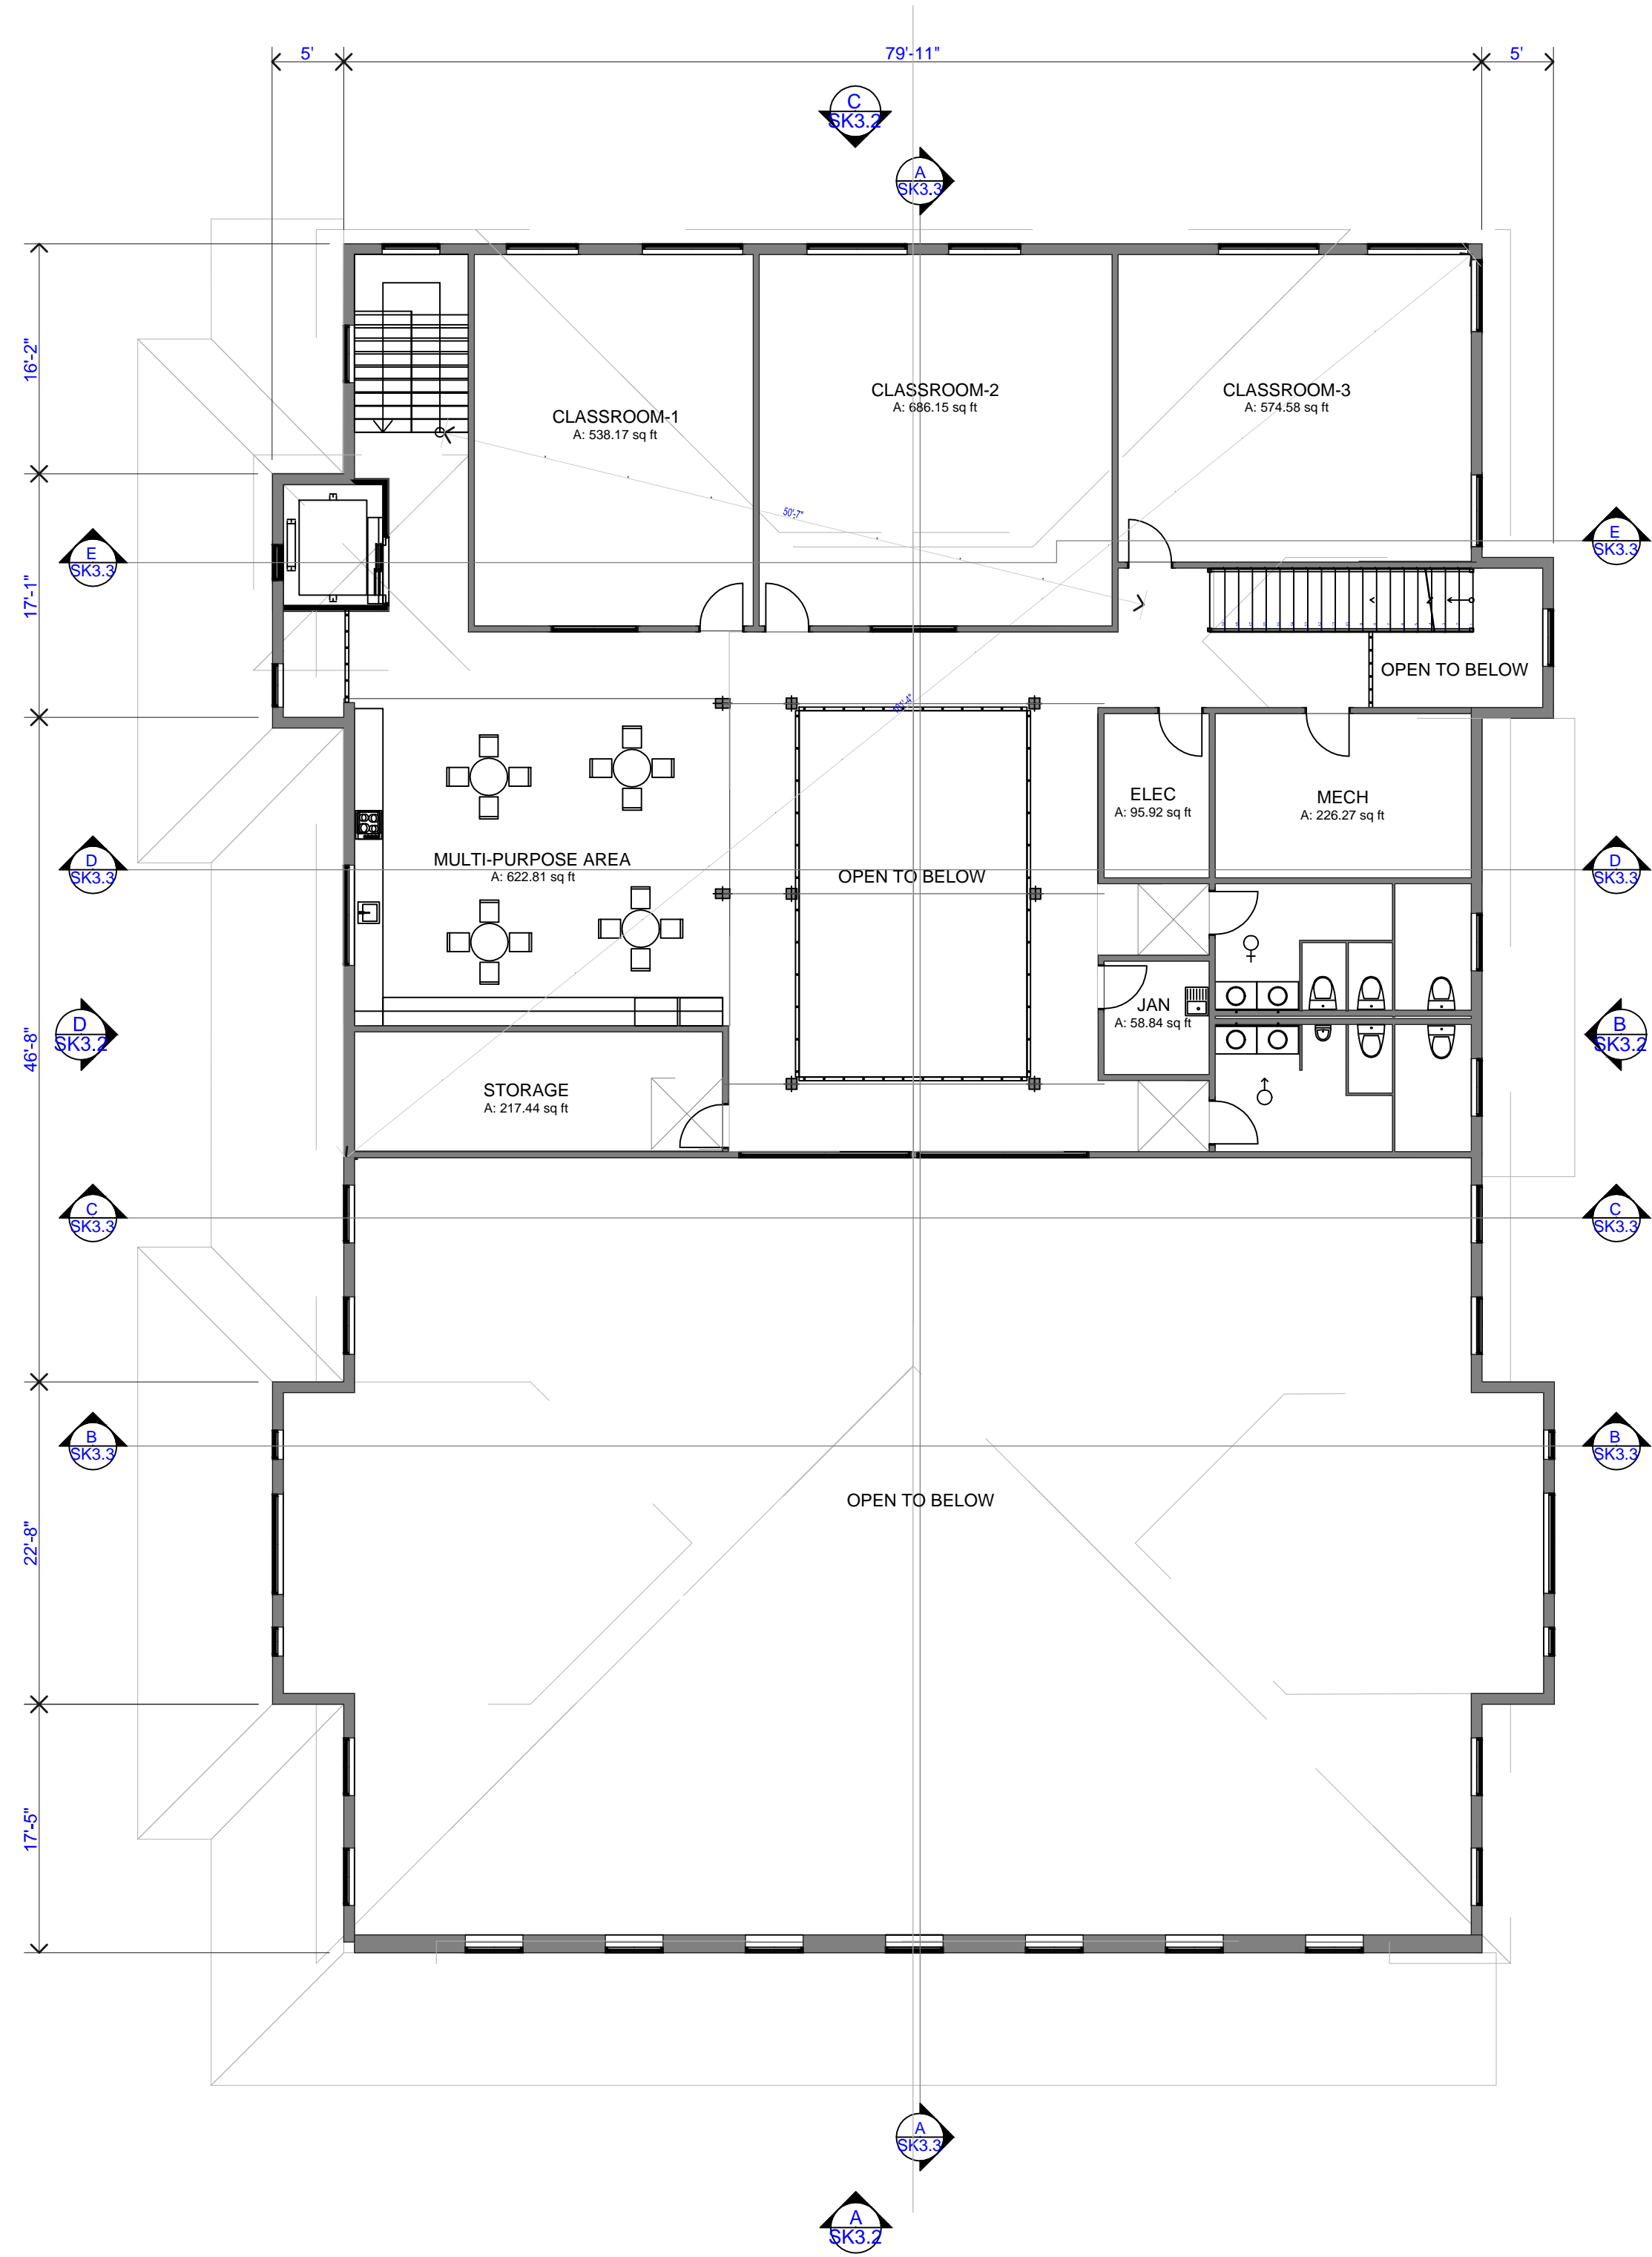 5'
79'-11"
5'
C
SK3.2
A
SK3.3
16'-2"
CLASSROOM-1
A: 538.17 sq ft
CLASSROOM-2
A: 686.15 sq ft
CLASSROOM-3
A: 574.58 sq ft
50'-7"
E
SK3.3
E
SK3.3
17'-1"
OPEN TO BELOW
ELEC
A: 95.92 sq ft
MECH
A: 226.27 sq ft
MULTI-PURPOSE AREA
A: 622.81 sq ft
OPEN TO BELOW
D
SK3.3
D
SK3.3
JAN
A: 58.84 sq ft
D
SK3.2
B
SK3.2
46'-8"
STORAGE
A: 217.44 sq ft
C
SK3.3
C
SK3.3
B
SK3.3
B
SK3.3
OPEN TO BELOW
22'-8"
17'-5"
A
SK3.3
A
SK3.2